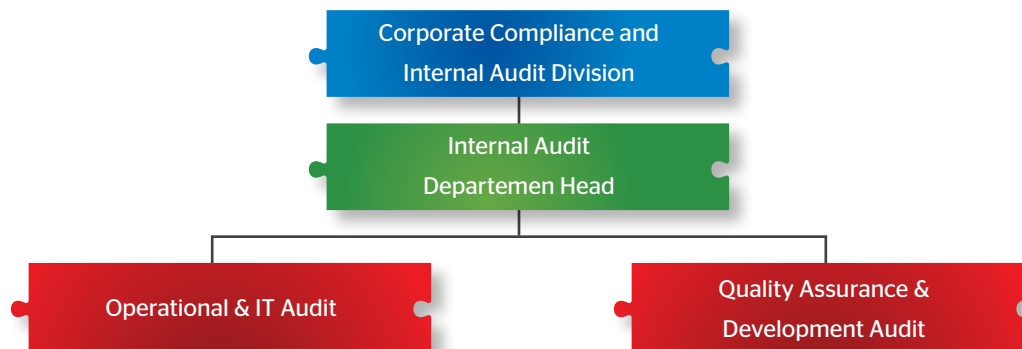 Corporate Compliance and
Internal Audit Division
Internal Audit
Departemen Head
Operational & IT Audit
Quality Assurance &
Development Audit